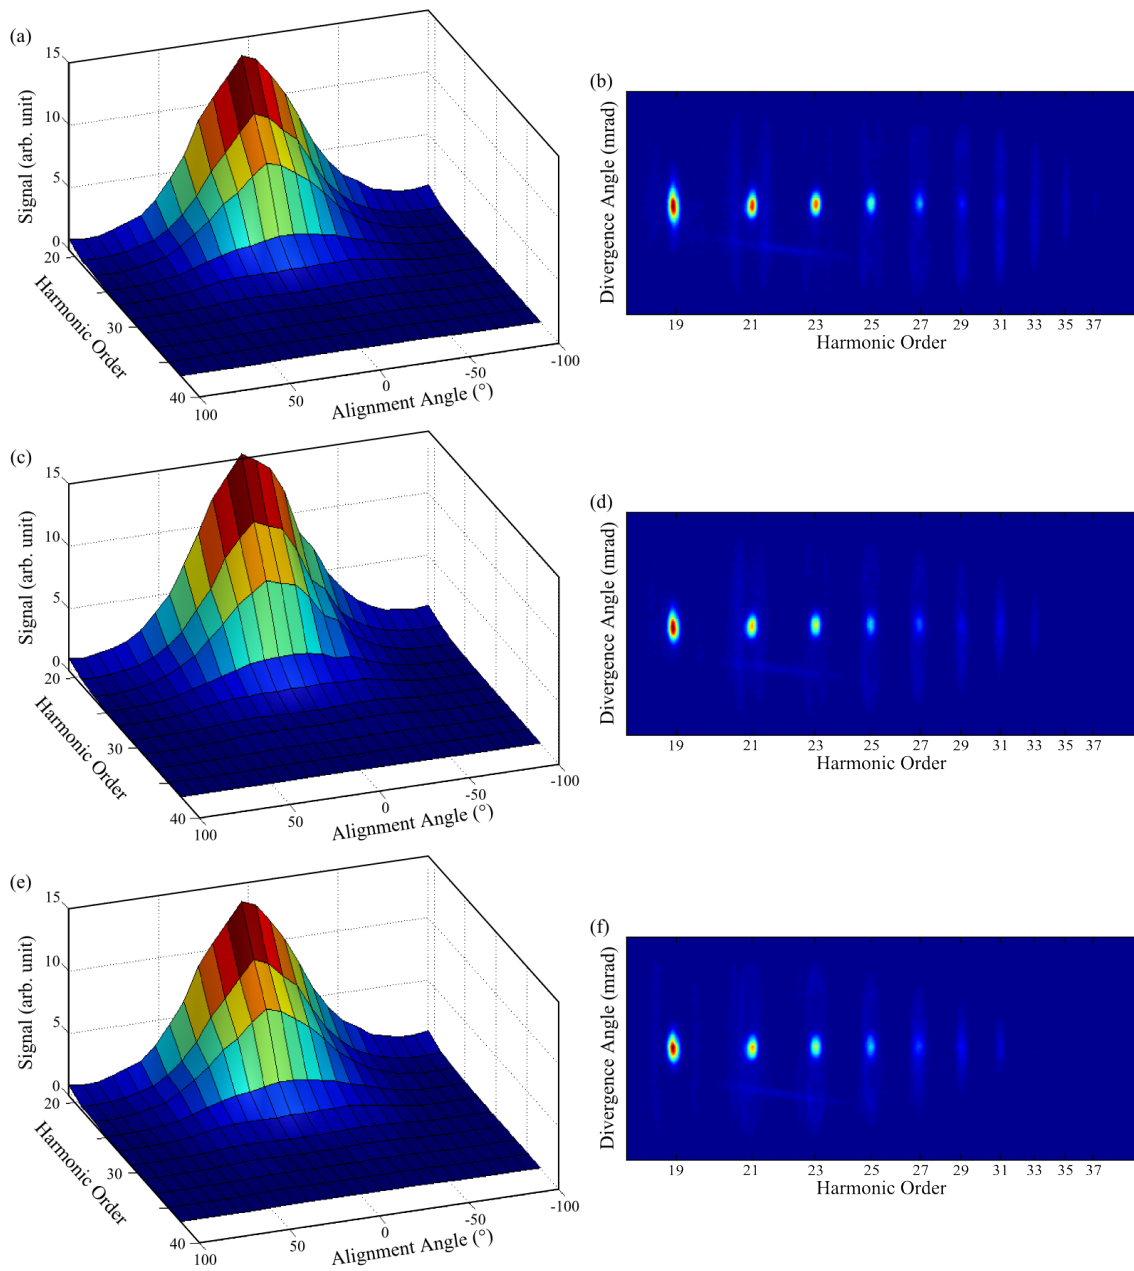 (a)
15
10
5
0
20
30
40
100
50
0
-50
-100
Signal (arb. unit)
Harmonic Order
Alignment Angle (°)
(b)
Divergence Angle (mrad)
19 21 23 25 27 29 31 33 35 37
Harmonic Order
(c)
15
10
5
0
20
30
40
100
50
0
-50
-100
Signal (arb. unit)
Harmonic Order
Alignment Angle (°)
(d)
Divergence Angle (mrad)
19 21 23 25 27 29 31 33 35 37
Harmonic Order
(e)
15
10
5
0
20
30
40
100
50
0
-50
-100
Signal (arb. unit)
Harmonic Order
Alignment Angle (°)
(f)
Divergence Angle (mrad)
19 21 23 25 27 29 31 33 35 37
Harmonic Order